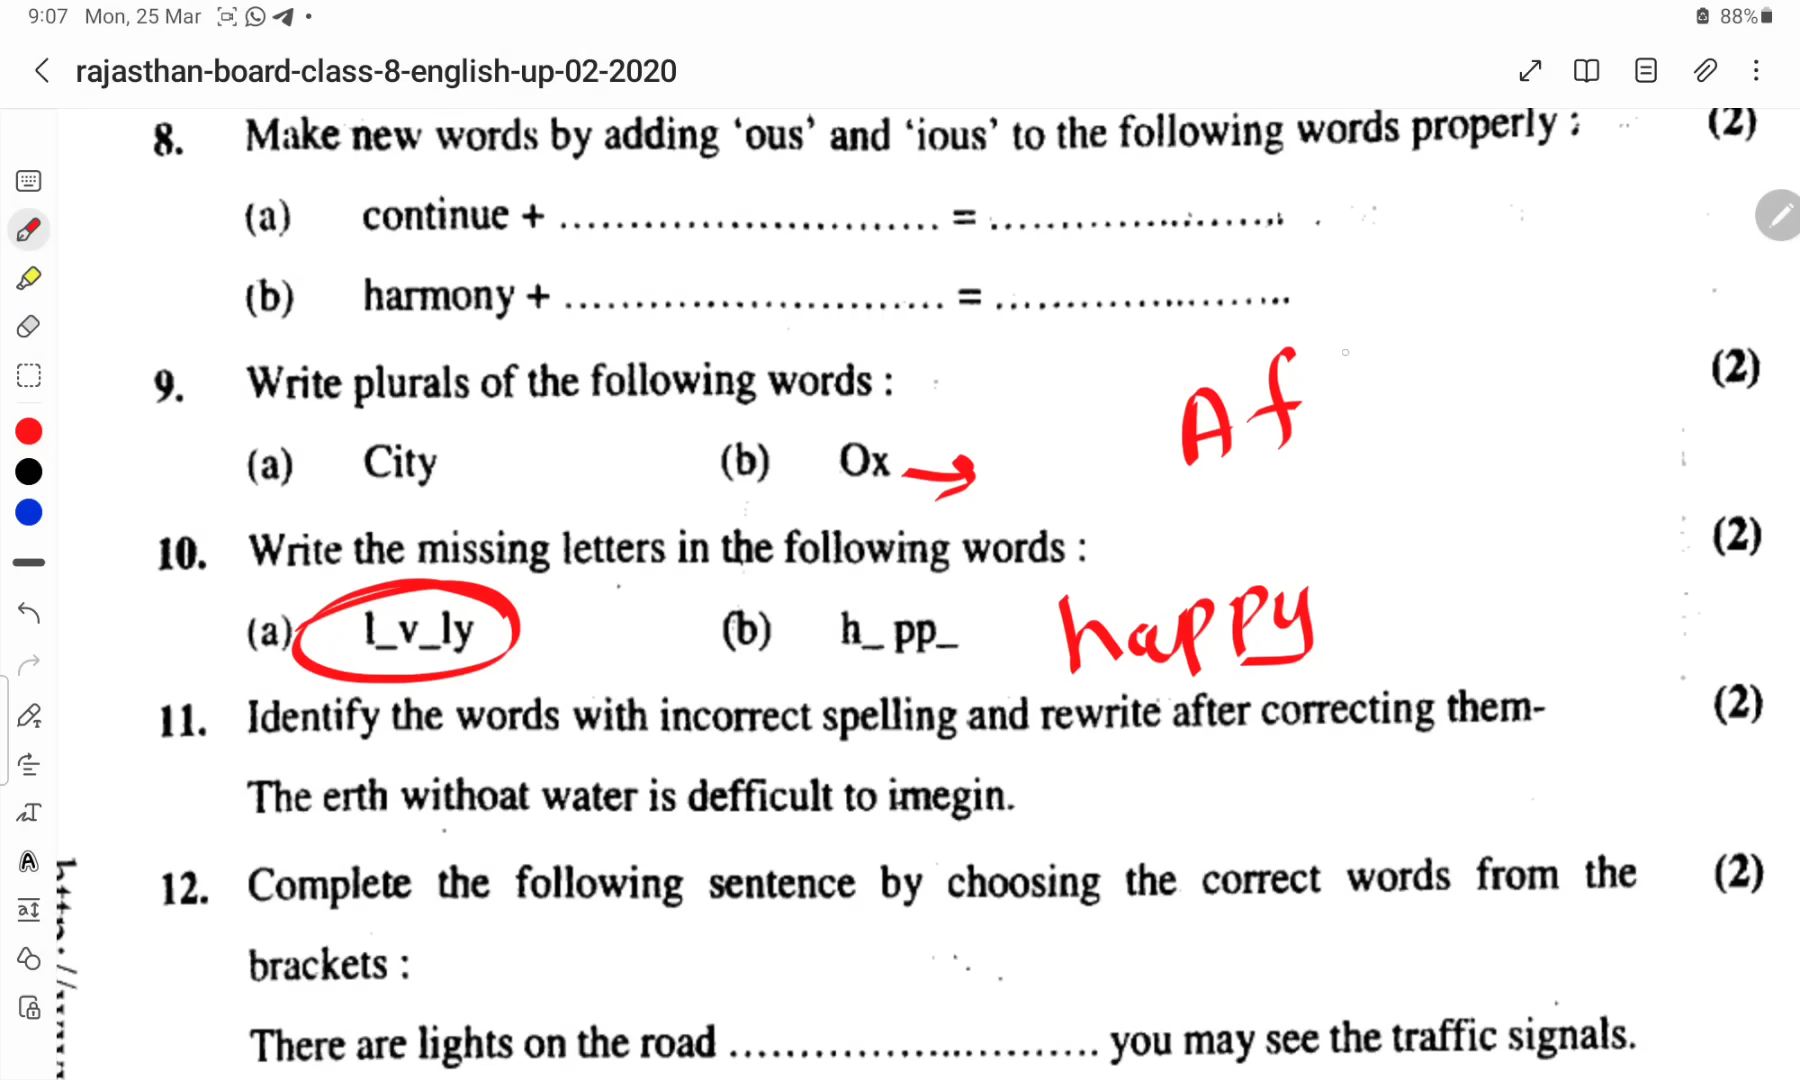 9:07 Mon, 25 Mar • 88%
rajasthan-board-class-8-english-up-02-2020
8. Make new words by adding ‘ous’ and ‘ious’ to the following words properly : (2)
(a) continue + .......................... = .....................
(b) harmony + .......................... = .....................
9. Write plurals of the following words : (2)
Af
(a) City (b) Ox →
10. Write the missing letters in the following words : (2)
(a) l_v_ly (b) h_ pp_ happy
11. Identify the words with incorrect spelling and rewrite after correcting them- (2)
The erth withoat water is defficult to imegin.
12. Complete the following sentence by choosing the correct words from the (2)
brackets :
There are lights on the road .......................... you may see the traffic signals.